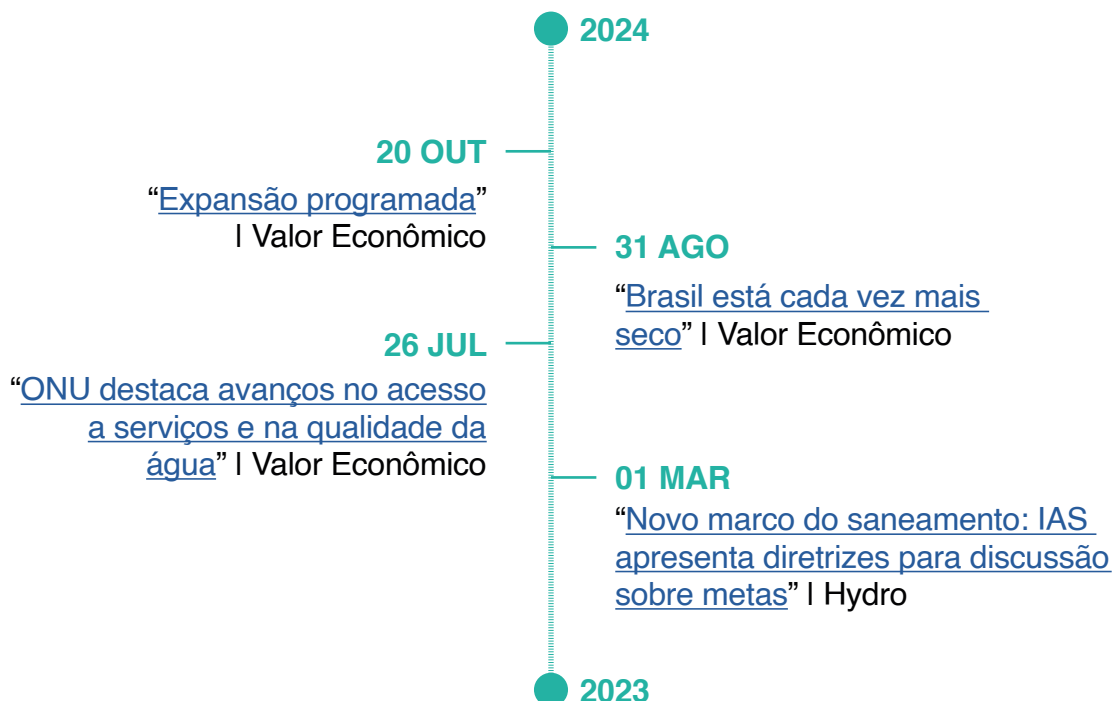 2024
20 OUT
“Expansão programada”
| Valor Econômico
31 AGO
“Brasil está cada vez mais
seco” | Valor Econômico
26 JUL
“ONU destaca avanços no acesso
a serviços e na qualidade da
água” | Valor Econômico
01 MAR
“Novo marco do saneamento: IAS
apresenta diretrizes para discussão
sobre metas” | Hydro
2023